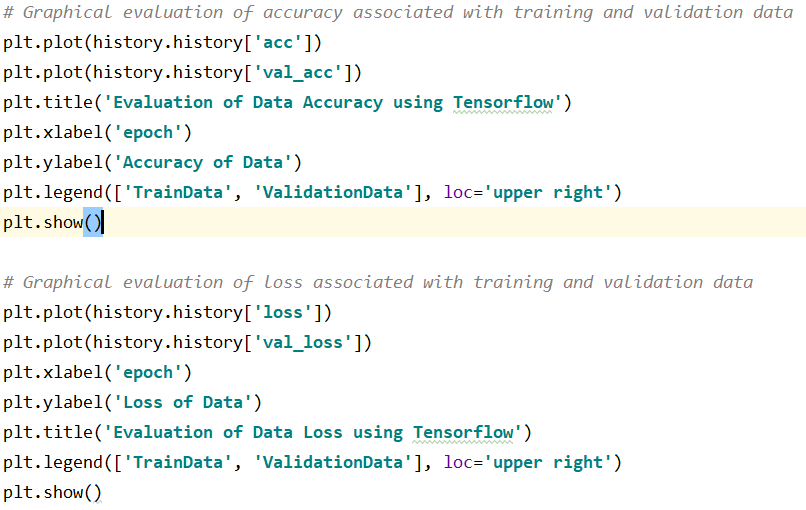 # Graphical evaluation of accuracy associated with training and validation data
plt.plot(history.history['acc'])
plt.plot(history.history['val_acc'])
plt.title('Evaluation of Data Accuracy using Tensorflow')
plt.xlabel('epoch')
plt.ylabel('Accuracy of Data')
plt.legend(['TrainData', 'ValidationData'], loc='upper right')
plt.show()
# Graphical evaluation of loss associated with training and validation data
plt.plot(history.history['loss'])
plt.plot(history.history['val_loss'])
plt.xlabel('epoch')
plt.ylabel('Loss of Data')
plt.title('Evaluation of Data Loss using Tensorflow')
plt.legend(['TrainData', 'ValidationData'], loc='upper right')
plt.show()